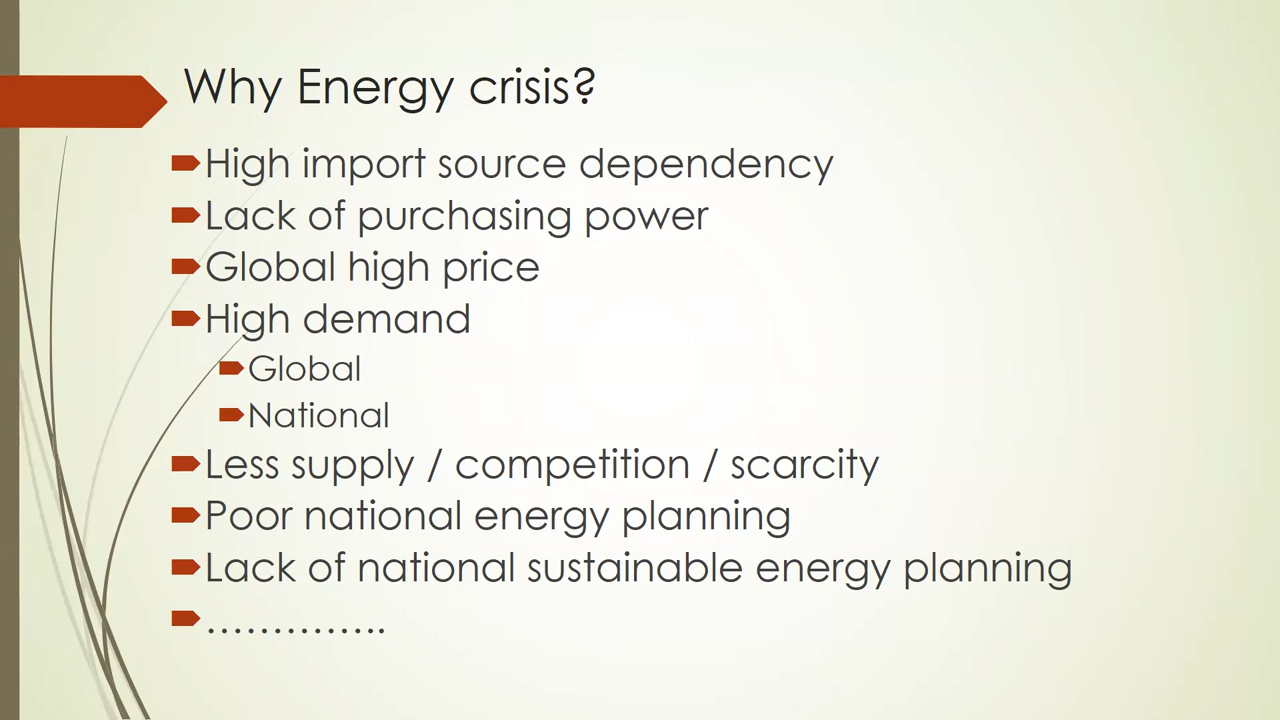 Why Energy crisis?
High import source dependency
Lack of purchasing power
Global high price
High demand
Global
National
Less supply / competition / scarcity
Poor national energy planning
Lack of national sustainable energy planning
..............